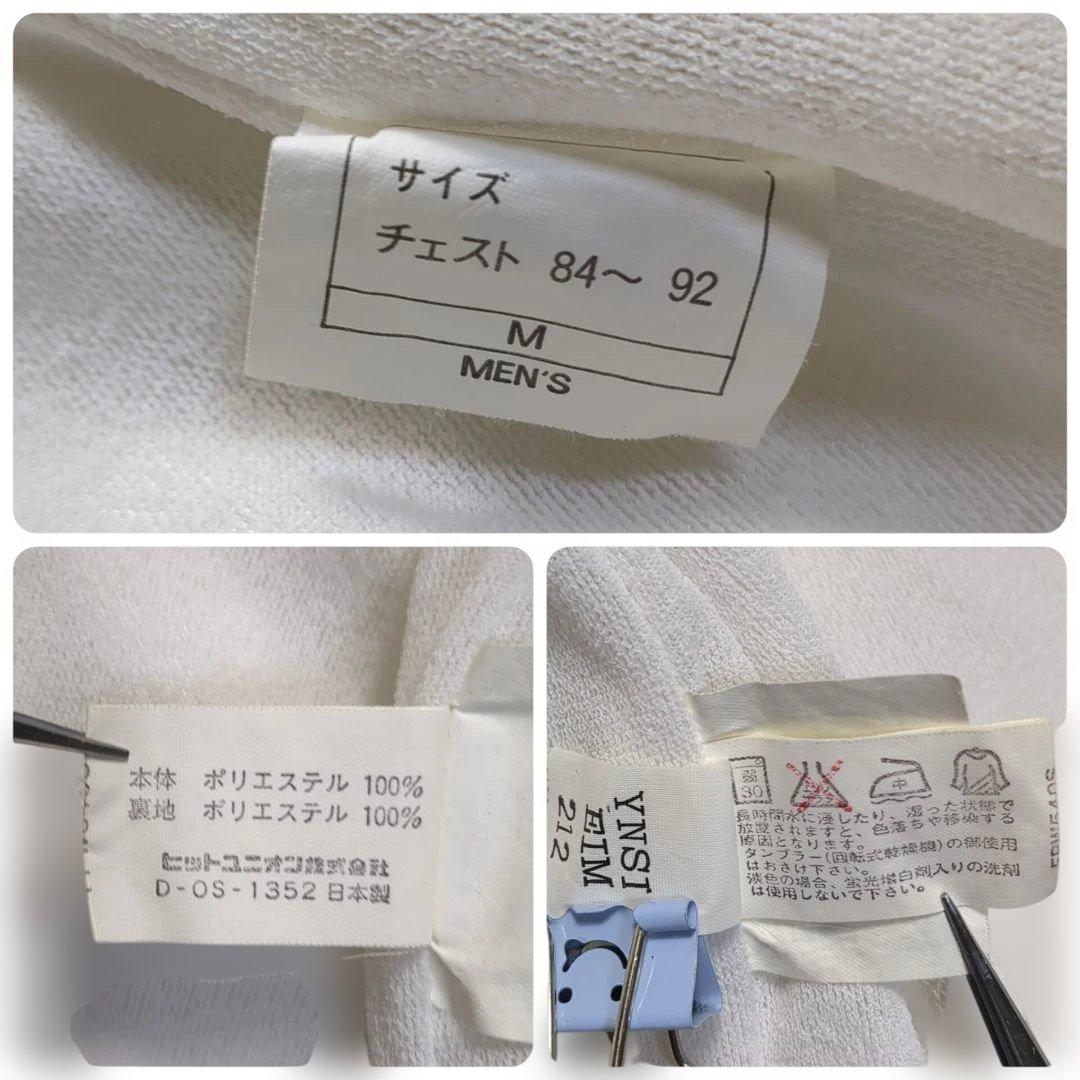 サイズ
チェスト 84～ 92
M
MEN'S
本体 ポリエステル 100%
裏地 ポリエステル 100%
ヒットユニオン株式会社
D-OS-1352 日本製
弱
30
中
長時間水に浸したり、湿った状態で
放置されますと、色落ちや移染する
原因となります。
タンブラー(回転式乾燥機)の御使用
はおさけ下さい。
淡色の場合、蛍光増白剤入りの洗剤
は使用しないで下さい。
YNSI
EIM
212